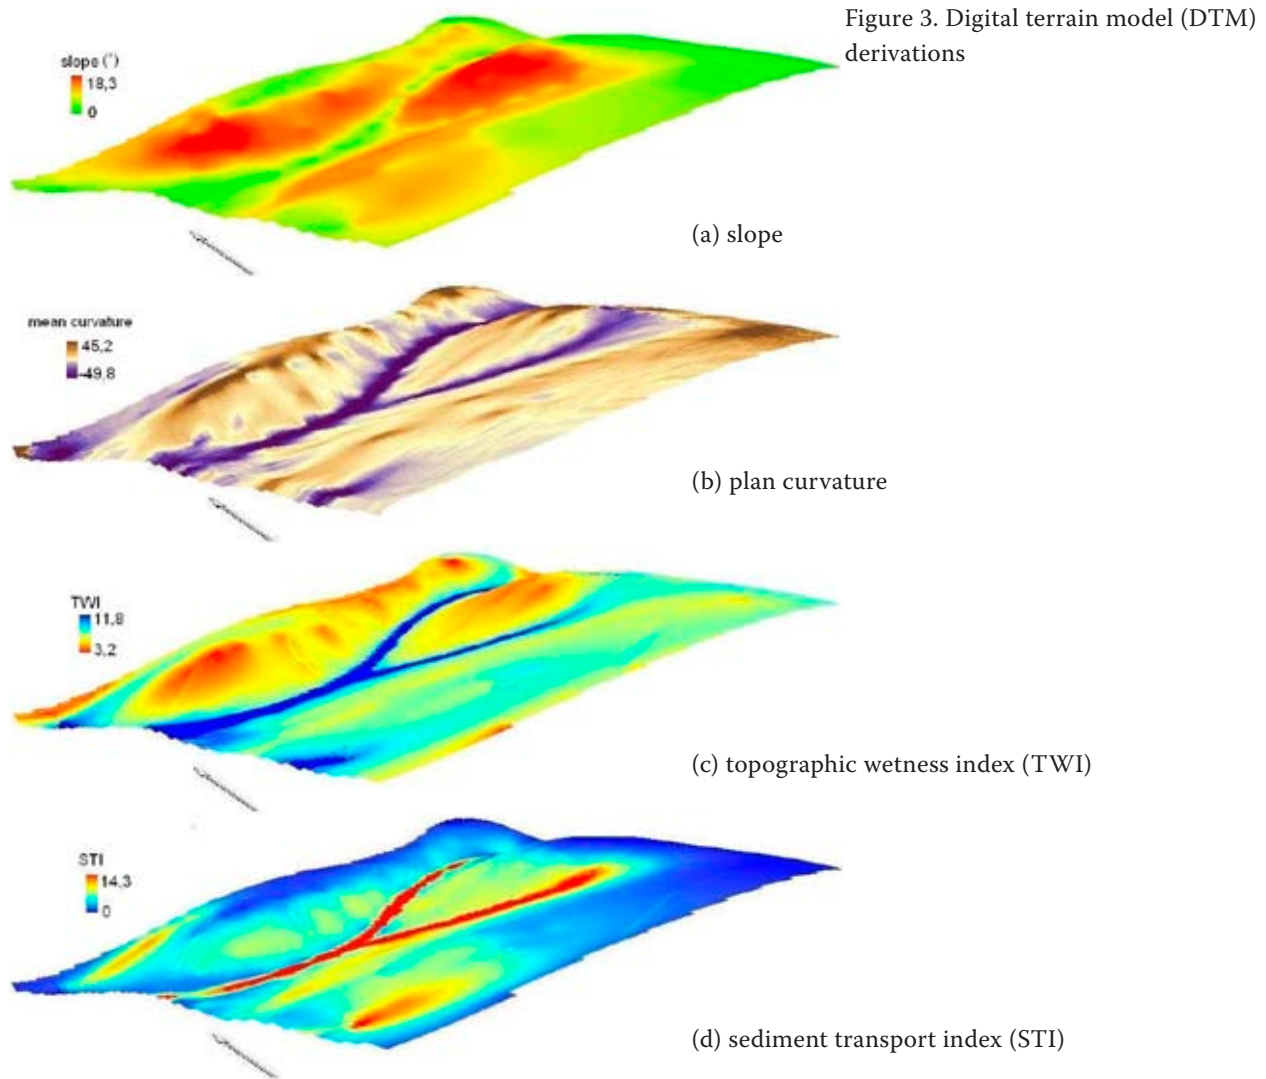 Figure 3. Digital terrain model (DTM)
derivations
slope (°)
18,3
0
(a) slope
mean curvature
45,2
-49,8
(b) plan curvature
TWI
11,8
3,2
(c) topographic wetness index (TWI)
STI
14,3
0
(d) sediment transport index (STI)